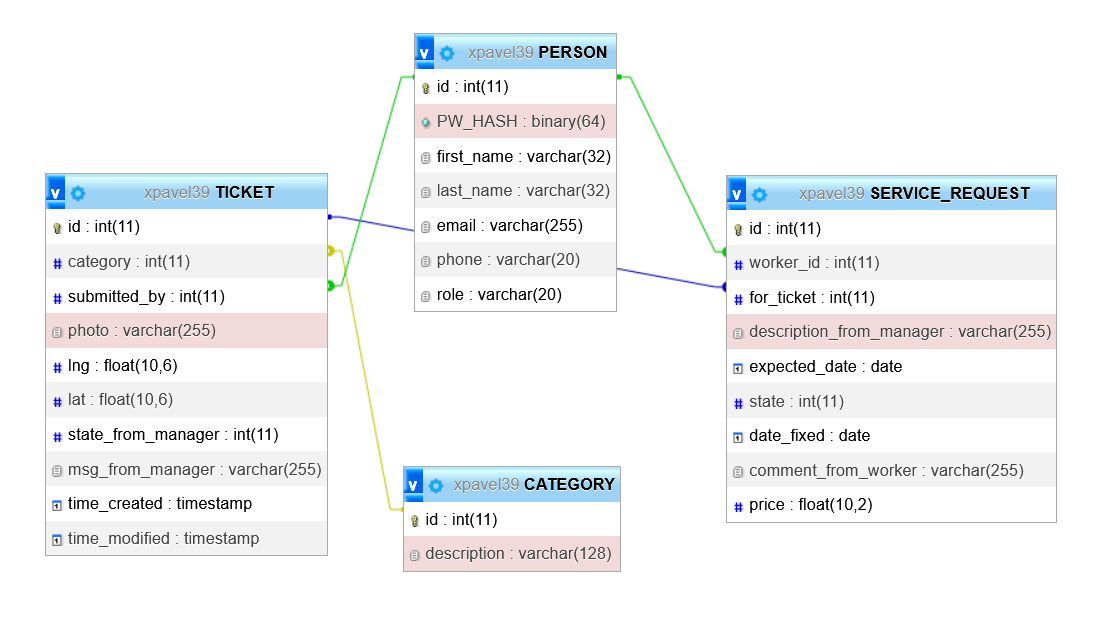 v xpavel39 PERSON
id : int(11)
PW_HASH : binary(64)
first_name : varchar(32)
last_name : varchar(32)
email : varchar(255)
phone : varchar(20)
role : varchar(20)
v xpavel39 TICKET
id : int(11)
# category : int(11)
# submitted_by : int(11)
photo : varchar(255)
# lng : float(10,6)
# lat : float(10,6)
# state_from_manager : int(11)
msg_from_manager : varchar(255)
time_created : timestamp
time_modified : timestamp
v xpavel39 SERVICE_REQUEST
id : int(11)
# worker_id : int(11)
# for_ticket : int(11)
description_from_manager : varchar(255)
expected_date : date
# state : int(11)
date_fixed : date
comment_from_worker : varchar(255)
# price : float(10,2)
v xpavel39 CATEGORY
id : int(11)
description : varchar(128)